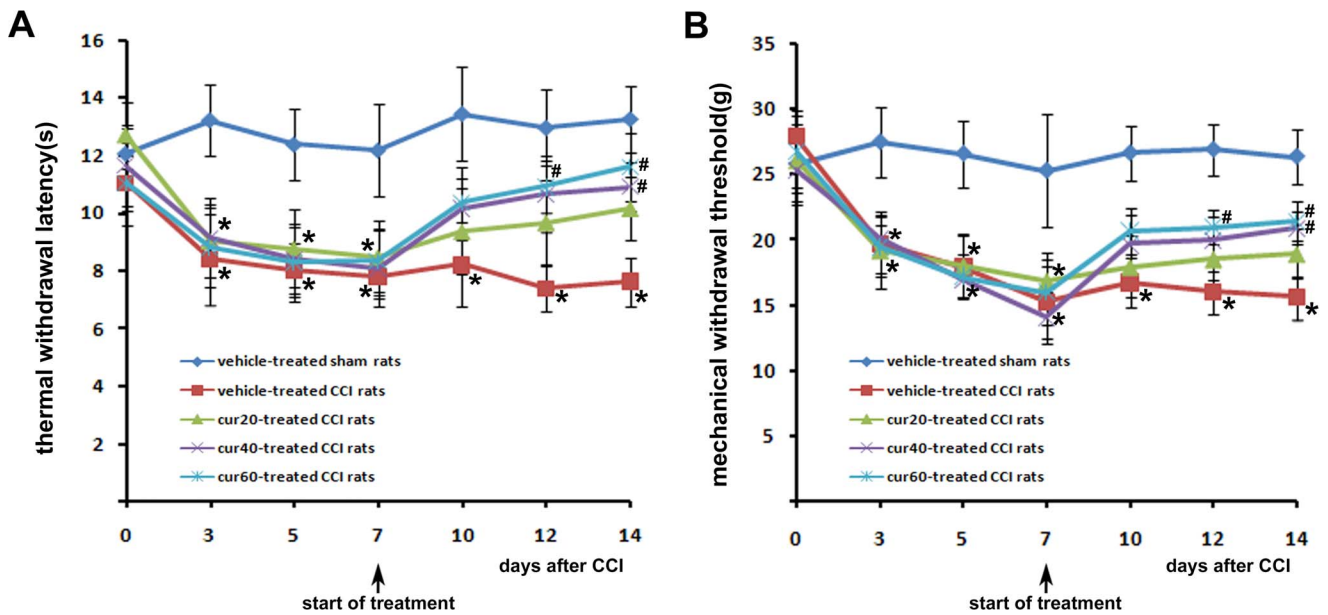 A
thermal withdrawal latency(s)
16
14
12
10
8
6
4
2
0 3 5 7 10 12 14
* * * * * * * * *
# # #
vehicle-treated sham rats
vehicle-treated CCI rats
cur20-treated CCI rats
cur40-treated CCI rats
cur60-treated CCI rats
days after CCI
start of treatment
B
mechanical withdrawal threshold(g)
35
30
25
20
15
10
5
0 3 5 7 10 12 14
* * * * * * * * *
# # #
vehicle-treated sham rats
vehicle-treated CCI rats
cur20-treated CCI rats
cur40-treated CCI rats
cur60-treated CCI rats
days after CCI
start of treatment